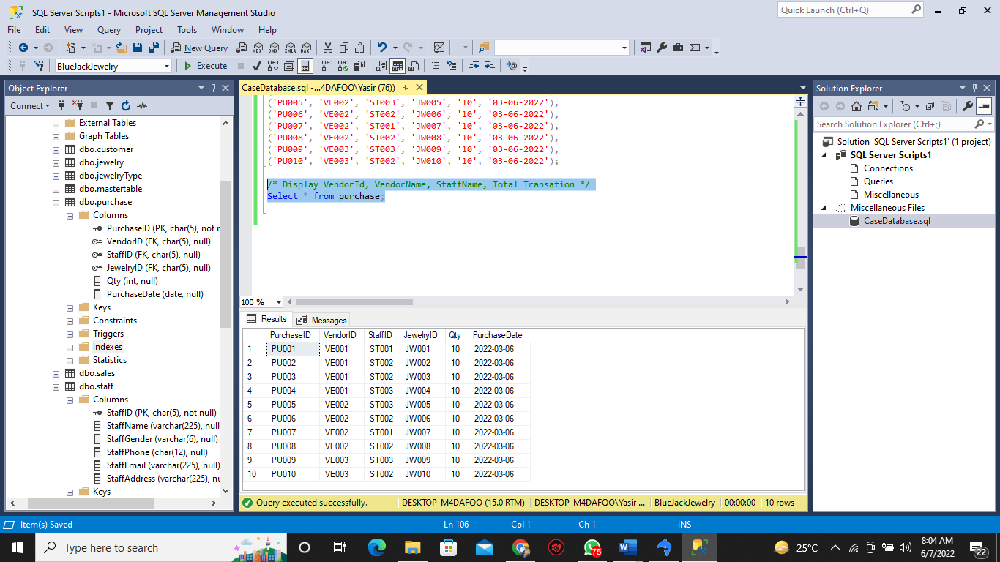 SQL Server Scripts1 - Microsoft SQL Server Management Studio
Quick Launch (Ctrl+Q)
File Edit View Query Project Tools Window Help
New Query MDX DMX XMLA DAX
BlueJackJewelry Execute
Object Explorer
Connect
External Tables
Graph Tables
dbo.customer
dbo.jewelry
dbo.jewelryType
dbo.mastertable
dbo.purchase
Columns
PurchaseID (PK, char(5), not r
VendorID (FK, char(5), null)
StaffID (FK, char(5), null)
JewelryID (FK, char(5), null)
Qty (int, null)
PurchaseDate (date, null)
Keys
Constraints
Triggers
Indexes
Statistics
dbo.sales
dbo.staff
Columns
StaffID (PK, char(5), not null)
StaffName (varchar(225), null
StaffGender (varchar(6), null)
StaffPhone (char(12), null)
StaffEmail (varchar(225), null)
StaffAddress (varchar(225), nu
Keys
CaseDatabase.sql -...4DAFQO\Yasir (76))
('PU005', 'VE002', 'ST003', 'JW005', '10', '03-06-2022'),
('PU006', 'VE002', 'ST002', 'JW006', '10', '03-06-2022'),
('PU007', 'VE002', 'ST001', 'JW007', '10', '03-06-2022'),
('PU008', 'VE002', 'ST002', 'JW008', '10', '03-06-2022'),
('PU009', 'VE003', 'ST003', 'JW009', '10', '03-06-2022'),
('PU010', 'VE003', 'ST002', 'JW010', '10', '03-06-2022');
/* Display VendorId, VendorName, StaffName, Total Transation */
Select * from purchase;
100 %
Results Messages
PurchaseID VendorID StaffID JewelryID Qty PurchaseDate
1 PU001 VE001 ST001 JW001 10 2022-03-06
2 PU002 VE001 ST002 JW002 10 2022-03-06
3 PU003 VE001 ST002 JW003 10 2022-03-06
4 PU004 VE001 ST003 JW004 10 2022-03-06
5 PU005 VE002 ST003 JW005 10 2022-03-06
6 PU006 VE002 ST002 JW006 10 2022-03-06
7 PU007 VE002 ST001 JW007 10 2022-03-06
8 PU008 VE002 ST002 JW008 10 2022-03-06
9 PU009 VE003 ST003 JW009 10 2022-03-06
10 PU010 VE003 ST002 JW010 10 2022-03-06
Query executed successfully. DESKTOP-M4DAFQO (15.0 RTM) DESKTOP-M4DAFQO\Yasir ... BlueJackJewelry 00:00:00 10 rows
Solution Explorer
Search Solution Explorer (Ctrl+;)
Solution 'SQL Server Scripts1' (1 project)
SQL Server Scripts1
Connections
Queries
Miscellaneous
Miscellaneous Files
CaseDatabase.sql
Item(s) Saved Ln 106 Col 1 Ch 1 INS
Type here to search
75
25°C
8:04 AM
6/7/2022
22